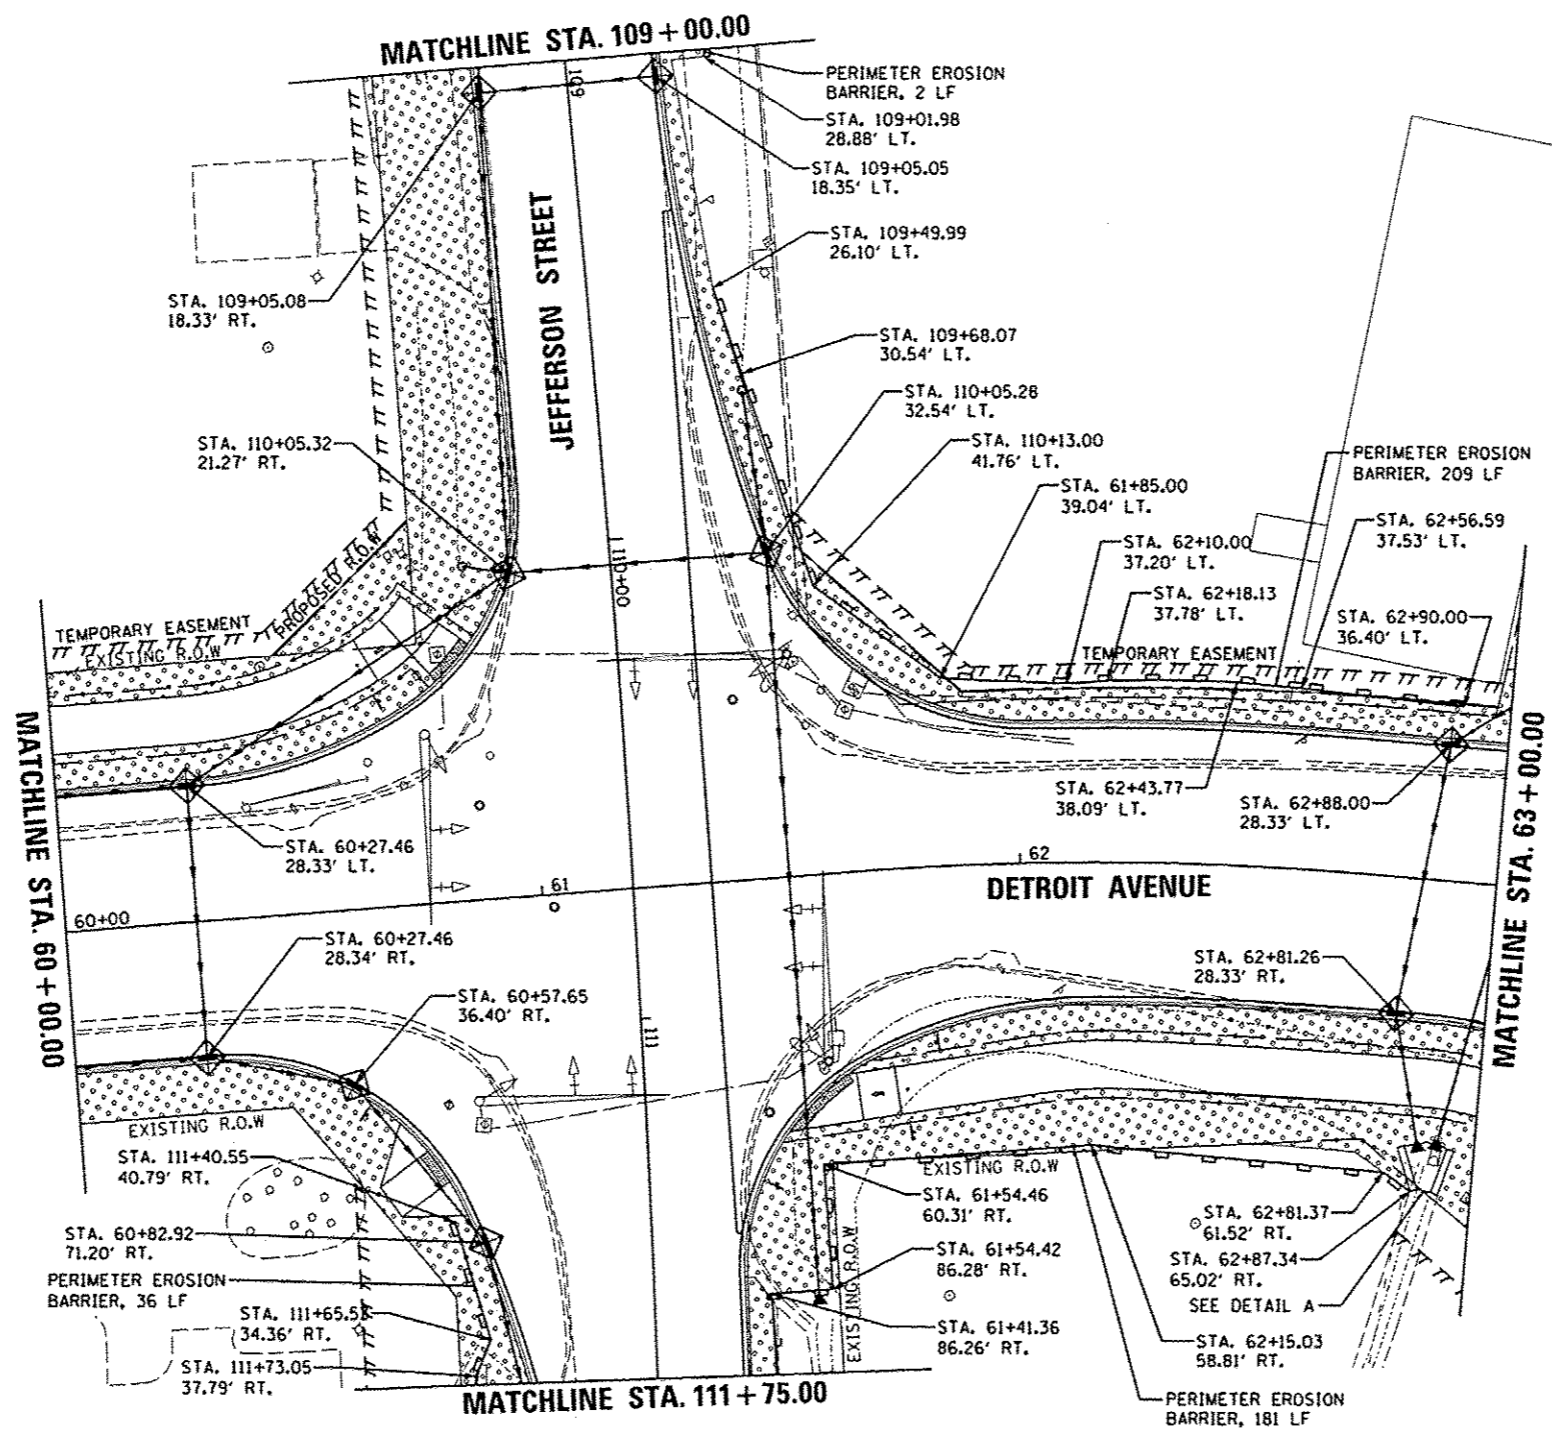 MATCHLINE STA. 109+00.00
109
PERIMETER EROSION
BARRIER, 2 LF
STA. 109+01.98
28.88' LT.
STA. 109+05.05
18.35' LT.
STA. 109+49.99
26.10' LT.
STA. 109+05.08
18.33' RT.
JEFFERSON STREET
STA. 109+68.07
30.54' LT.
STA. 110+05.28
32.54' LT.
STA. 110+05.32
21.27' RT.
STA. 110+13.00
41.76' LT.
PERIMETER EROSION
BARRIER, 209 LF
STA. 61+85.00
39.04' LT.
STA. 62+56.59
37.53' LT.
STA. 62+10.00
37.20' LT.
110+00
STA. 62+18.13
37.78' LT.
STA. 62+90.00
36.40' LT.
PROPOSED R.O.W
TEMPORARY EASEMENT
EXISTING R.O.W
TEMPORARY EASEMENT
MATCHLINE STA. 60+00.00
MATCHLINE STA. 63+00.00
STA. 62+43.77
38.09' LT.
STA. 62+88.00
28.33' LT.
STA. 60+27.46
28.33' LT.
62
61
DETROIT AVENUE
60+00
STA. 60+27.46
28.34' RT.
STA. 62+81.26
28.33' RT.
STA. 60+57.65
36.40' RT.
111
EXISTING R.O.W
STA. 111+40.55
40.79' RT.
EXISTING R.O.W
STA. 61+54.46
60.31' RT.
STA. 62+81.37
61.52' RT.
STA. 60+82.92
71.20' RT.
STA. 61+54.42
86.28' RT.
STA. 62+87.34
65.02' RT.
EXISTING R.O.W
PERIMETER EROSION
BARRIER, 36 LF
SEE DETAIL A
STA. 111+65.53
34.36' RT.
STA. 61+41.36
86.26' RT.
STA. 62+15.03
58.81' RT.
STA. 111+73.05
37.79' RT.
MATCHLINE STA. 111+75.00
PERIMETER EROSION
BARRIER, 181 LF